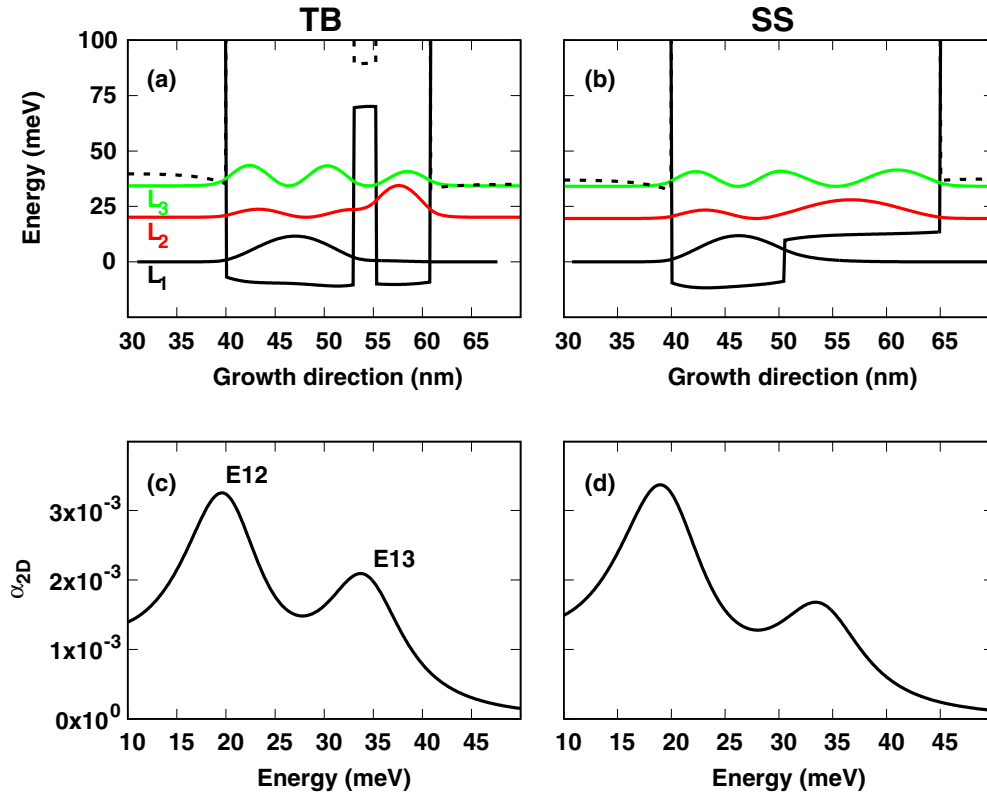 TB
SS
Energy (meV)
100
75
50
25
0
(a)
L3
L2
L1
30 35 40 45 50 55 60 65
Growth direction (nm)
(b)
30 35 40 45 50 55 60 65
Growth direction (nm)
α2D
3x10-3
2x10-3
1x10-3
0x100
(c)
E12
E13
10 15 20 25 30 35 40 45
Energy (meV)
(d)
10 15 20 25 30 35 40 45
Energy (meV)